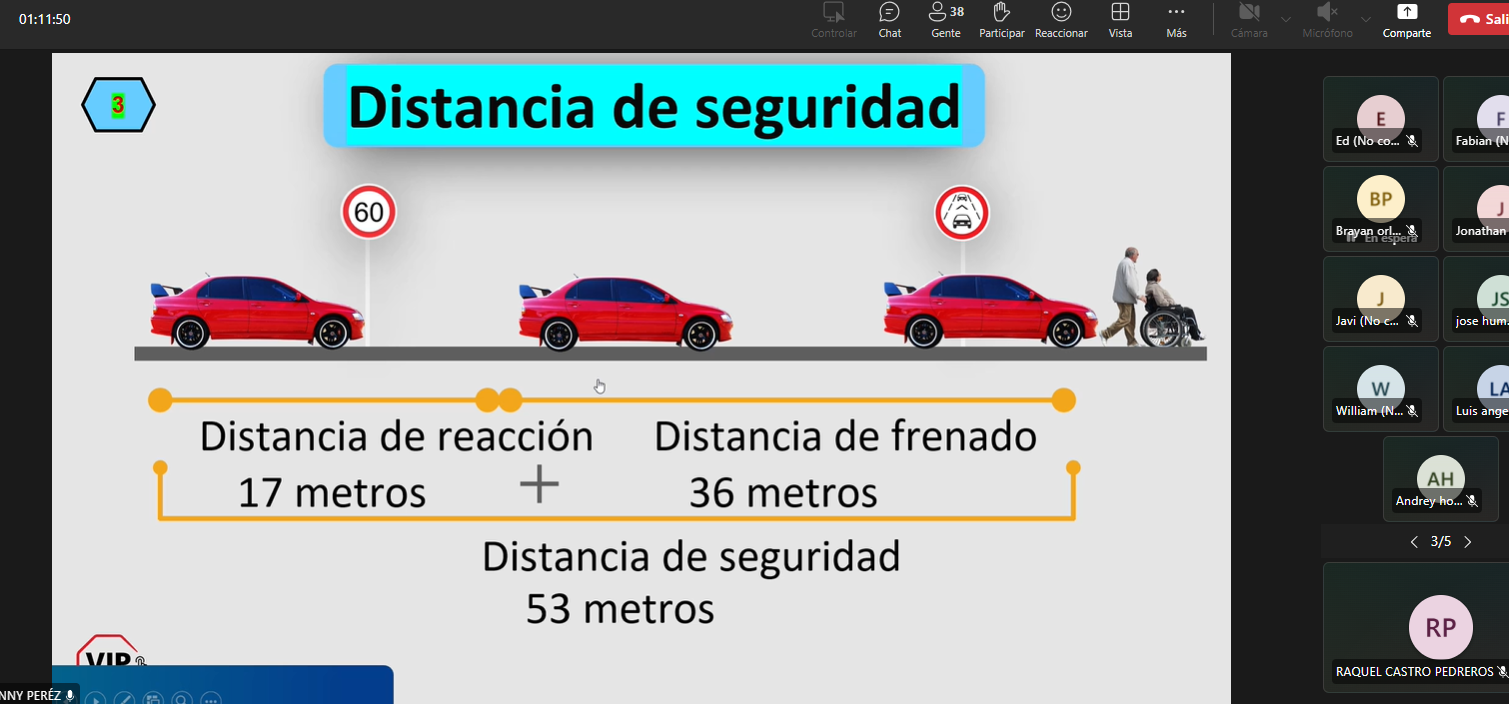 01:11:50
Controlar
Chat
38
Gente
Participar
Reaccionar
Vista
Más
Cámara
Micrófono
Comparte
Sali
3
Distancia de seguridad
60
Distancia de reacción
17 metros
+
Distancia de frenado
36 metros
Distancia de seguridad
53 metros
VIP
NNY PERÉZ
E
Ed (No co...
F
Fabian (N
BP
Brayan orl...
En espera
J
Jonathan
J
Javi (No c...
JS
jose hum.
W
William (N...
LA
Luis ange
AH
Andrey ho...
3/5
RP
RAQUEL CASTRO PEDREROS